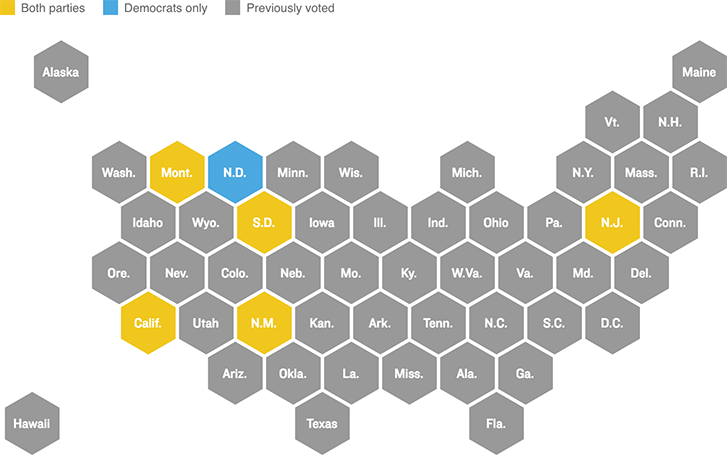 Both parties Democrats only Previously voted
Alaska Maine
Vt. N.H.
Wash. Mont. N.D. Minn. Wis. Mich. N.Y. Mass. R.I.
Idaho Wyo. S.D. Iowa Ill. Ind. Ohio Pa. N.J. Conn.
Ore. Nev. Colo. Neb. Mo. Ky. W.Va. Va. Md. Del.
Calif. Utah N.M. Kan. Ark. Tenn. N.C. S.C. D.C.
Ariz. Okla. La. Miss. Ala. Ga.
Hawaii Texas Fla.